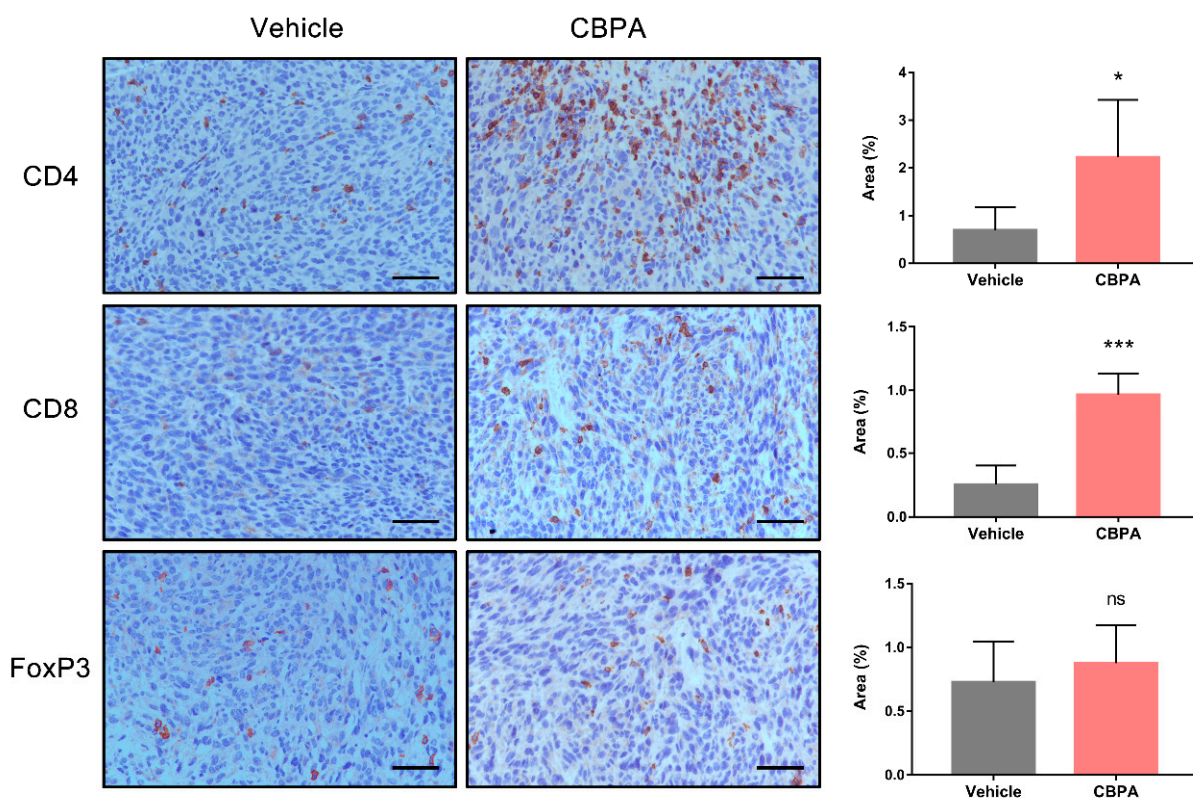 Vehicle CBPA
CD4
Area (%)
4
3
2
1
0
*
Vehicle CBPA
CD8
Area (%)
1.5
1.0
0.5
0.0
***
Vehicle CBPA
FoxP3
Area (%)
1.5
1.0
0.5
0.0
ns
Vehicle CBPA